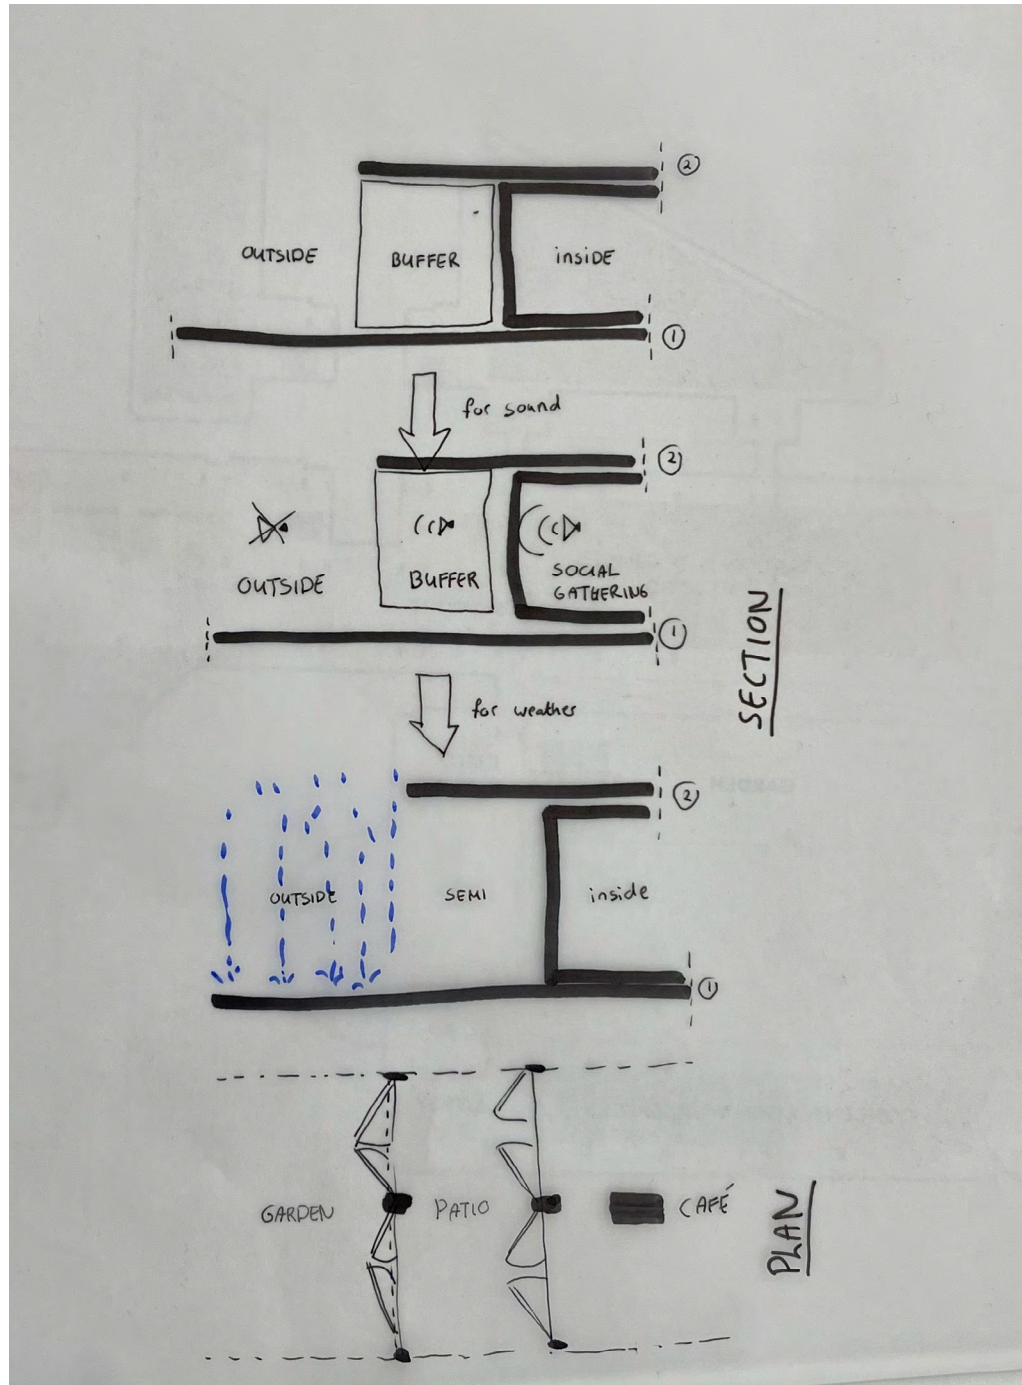 ②
OUTSIDE
BUFFER
inSiDE
①
for sound
②
OUTSIDE
BUFFER
SOCIAL
GATHERING
①
SECTION
for weather
②
OUTSIDE
SEMI
inside
①
GARDEN
PATIO
CAFÉ
PLAN